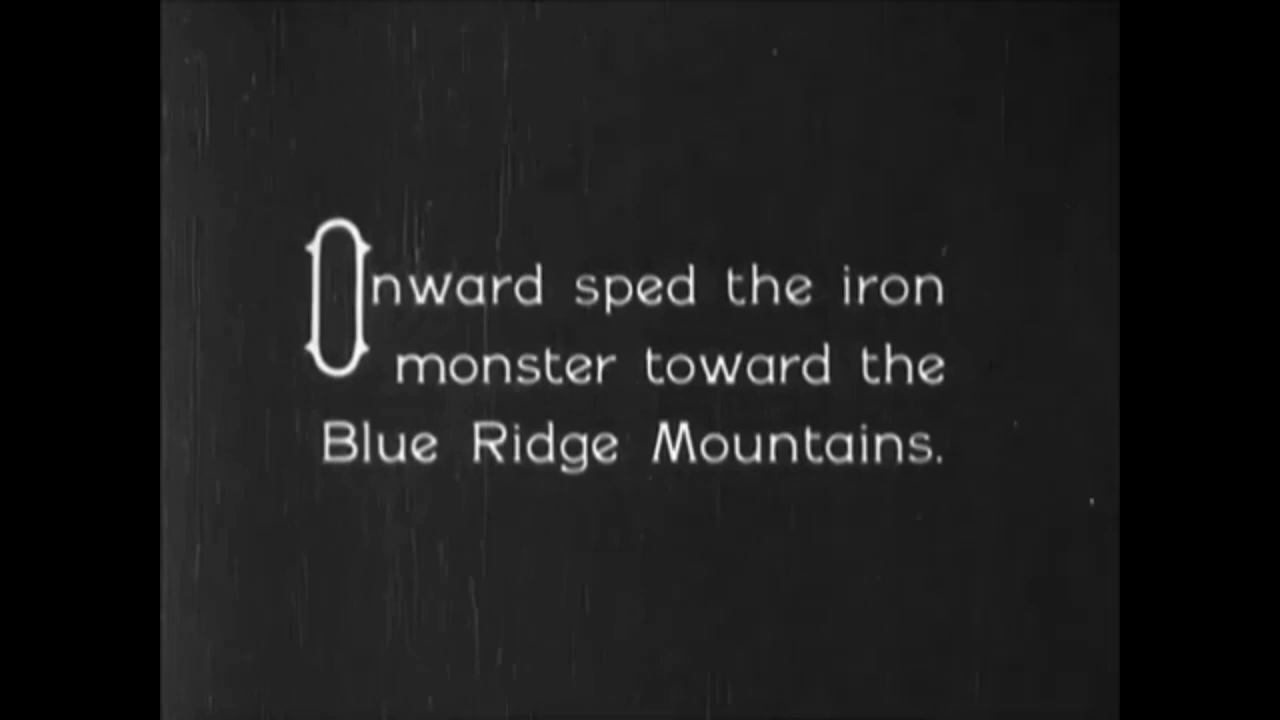 Onward sped the iron
monster toward the
Blue Ridge Mountains.